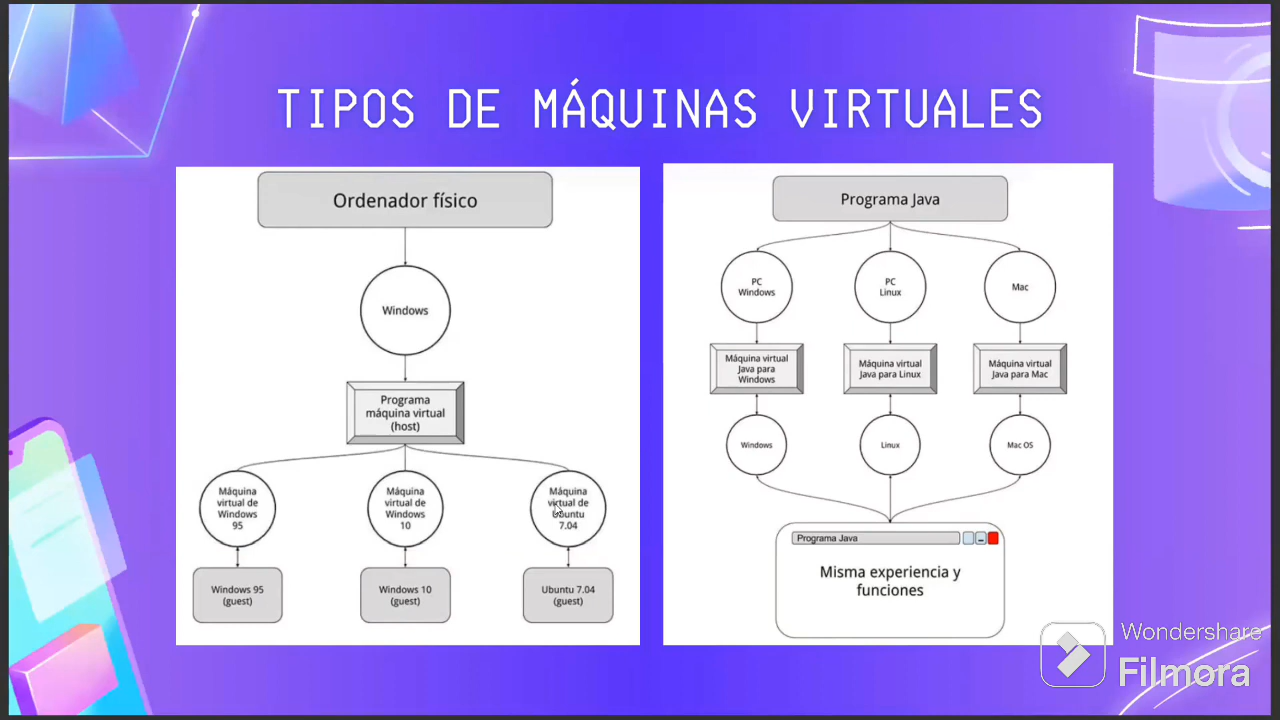 TIPOS DE MÁQUINAS VIRTUALES
Ordenador físico
Windows
Programa
máquina virtual
(host)
Máquina
virtual de
Windows
95
Máquina
virtual de
Windows
10
Máquina
virtual de
Ubuntu
7.04
Windows 95
(guest)
Windows 10
(guest)
Ubuntu 7.04
(guest)
Programa Java
PC
Windows
PC
Linux
Mac
Máquina virtual
Java para
Windows
Máquina virtual
Java para Linux
Máquina virtual
Java para Mac
Windows
Linux
Mac OS
Programa Java
Misma experiencia y
funciones
Wondershare
Filmora